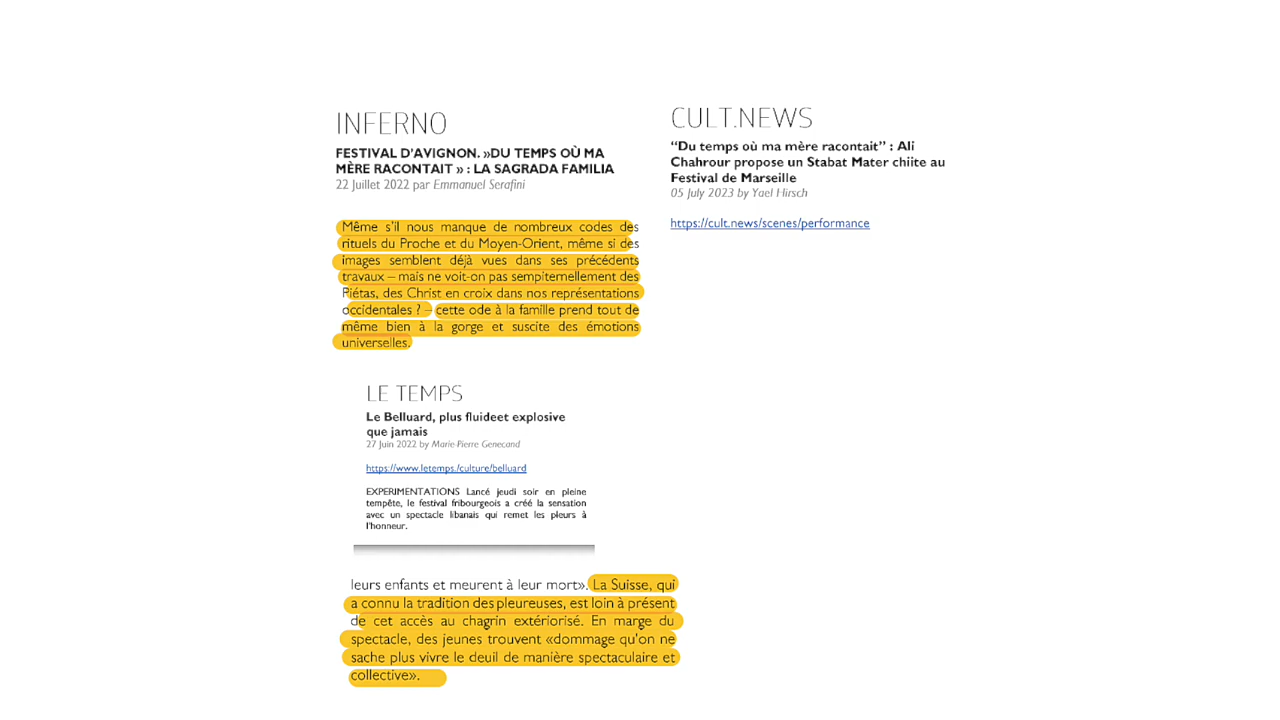 INFERNO
FESTIVAL D'AVIGNON. »DU TEMPS OÙ MA
MÈRE RACONTAIT » : LA SAGRADA FAMILIA
22 Juillet 2022 par Emmanuel Serafini
Même s'il nous manque de nombreux codes des
rituels du Proche et du Moyen-Orient, même si des
images semblent déjà vues dans ses précédents
travaux – mais ne voit-on pas sempiternellement des
Piétas, des Christ en croix dans nos représentations
occidentales ? – cette ode à la famille prend tout de
même bien à la gorge et suscite des émotions
universelles.
CULT.NEWS
“Du temps où ma mère racontait” : Ali
Chahrour propose un Stabat Mater chiite au
Festival de Marseille
05 July 2023 by Yael Hirsch
https://cult.news/scenes/performance
LE TEMPS
Le Belluard, plus fluideet explosive
que jamais
27 Juin 2022 by Marie-Pierre Genecand
https://www.letemps./culture/belluard
EXPERIMENTATIONS Lancé jeudi soir en pleine
tempête, le festival fribourgeois a créé la sensation
avec un spectacle libanais qui remet les pleurs à
l'honneur.
leurs enfants et meurent à leur mort». La Suisse, qui
a connu la tradition des pleureuses, est loin à présent
de cet accès au chagrin extériorisé. En marge du
spectacle, des jeunes trouvent «dommage qu'on ne
sache plus vivre le deuil de manière spectaculaire et
collective».